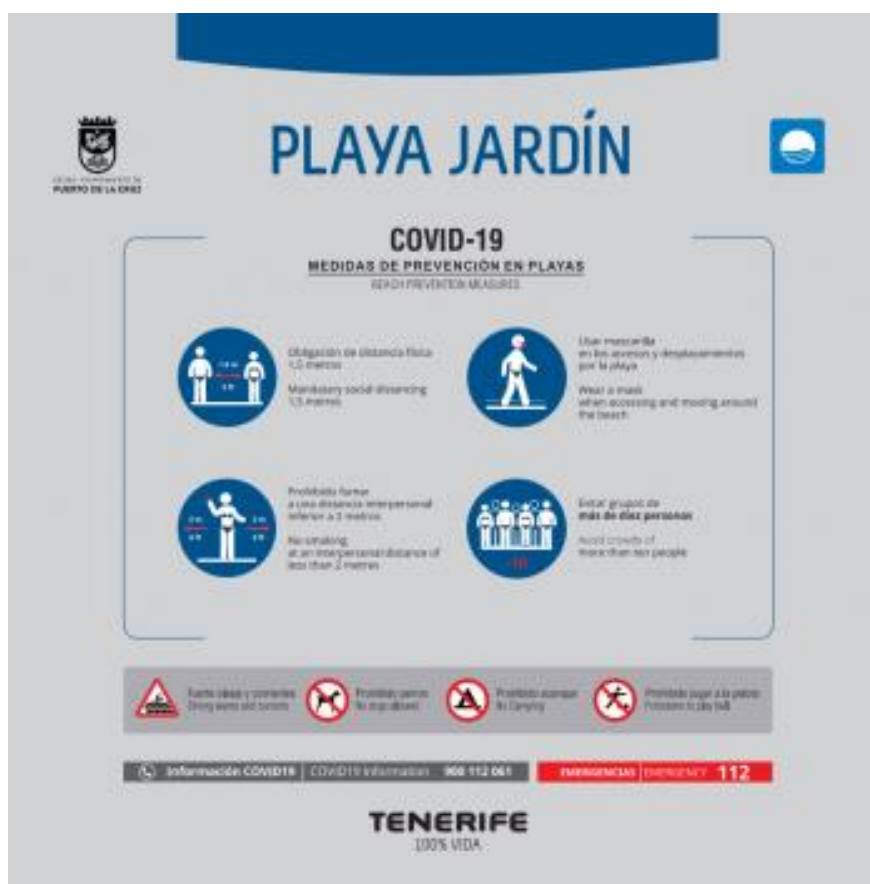 PLAYA JARDÍN
PUERTO DE LA CRUZ
COVID-19
MEDIDAS DE PREVENCIÓN EN PLAYAS
BEACH PREVENTION MEASURES
Obligación de distancia física
1,5 metros
Mandatory social distancing
1,5 metres
Usar mascarilla
en los accesos y desplazamientos
por la playa
Wear a mask
when accessing and moving around
the beach
Prohibido fumar
a una distancia interpersonal
inferior a 2 metros
No smoking
at an interpersonal distance of
less than 2 metres
Evitar grupos de
más de diez personas
Avoid crowds of
more than ten people
-10
Fuerte oleaje y corrientes
Strong waves and currents
Prohibido perros
No dogs allowed
Prohibido acampar
No Camping
Prohibido jugar a la pelota
Forbidden to play ball
Información COVID19 | COVID19 Information 900 112 061
EMERGENCIAS | EMERGENCY 112
TENERIFE
100% VIDA